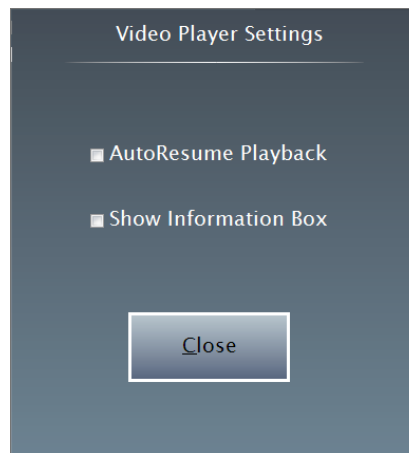 Video Player Settings
AutoResume Playback
Show Information Box
Close